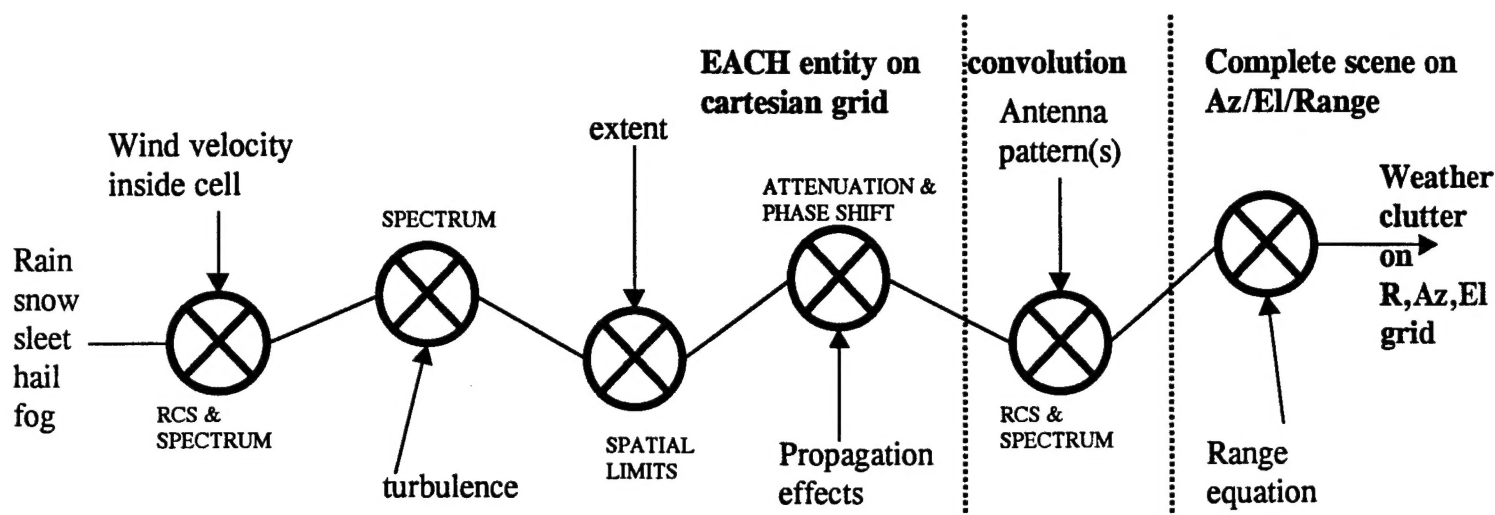 EACH entity on
cartesian grid
convolution
Complete scene on
Az/El/Range
Wind velocity
inside cell
extent
Antenna
pattern(s)
SPECTRUM
ATTENUATION &
PHASE SHIFT
Weather
clutter
on
R,Az,El
grid
Rain
snow
sleet
hail
fog
RCS &
SPECTRUM
turbulence
SPATIAL
LIMITS
Propagation
effects
RCS &
SPECTRUM
Range
equation